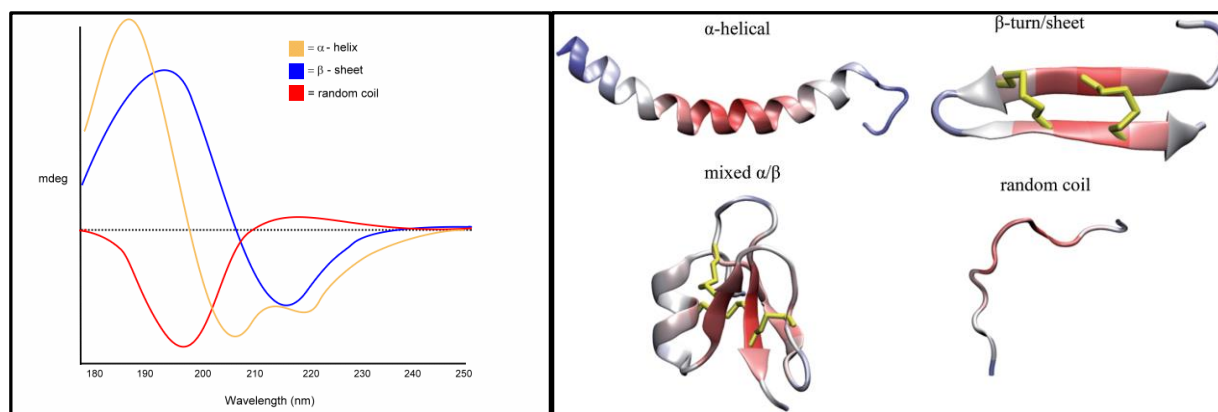 = α - helix
= β - sheet
= random coil
mdeg
180 190 200 210 220 230 240 250
Wavelength (nm)
α-helical
β-turn/sheet
mixed α/β
random coil